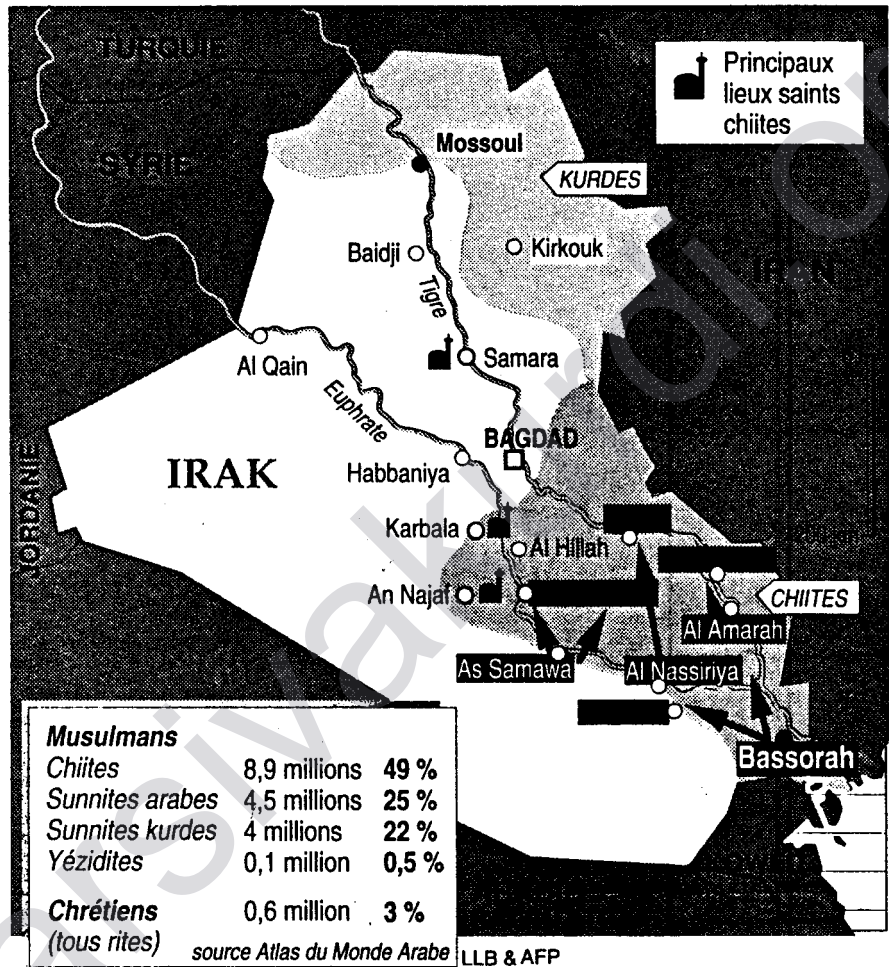 TURQUIE
Principaux
lieux saints
chiites
Mossoul
SYRIE
KURDES
Baidji
Kirkouk
IRAN
Tigre
Al Qain
Samara
Euphrate
BAGDAD
IRAK
Habbaniya
JORDANIE
Karbala
Al Hillah
An Najaf
CHIITES
Al Amarah
As Samawa
Al Nassiriya
Bassorah
Musulmans
Chiites 8,9 millions 49 %
Sunnites arabes 4,5 millions 25 %
Sunnites kurdes 4 millions 22 %
Yézidites 0,1 million 0,5 %
Chrétiens 0,6 million 3 %
(tous rites) source Atlas du Monde Arabe
LLB & AFP